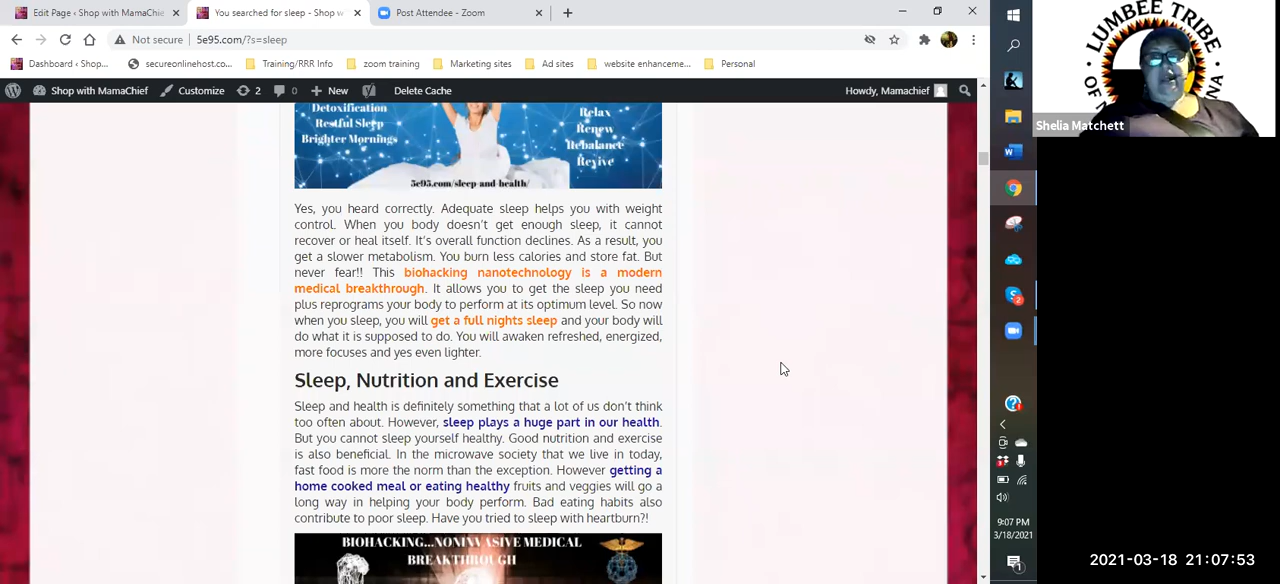 Edit Page ‹ Shop with MamaChie
You searched for sleep - Shop w
Post Attendee - Zoom
Not secure
5e95.com/?s=sleep
Dashboard ‹ Shop...
secureonlinehost.co...
Training/RRR Info
zoom training
Marketing sites
Ad sites
website enhanceme...
Personal
Shop with MamaChief
Customize
2
0
New
Delete Cache
Howdy, Mamachief
LUMBEE TRIBE
Shelia Matchett
Detoxification
Restful Sleep
Brighter Mornings
Relax
Renew
Rebalance
Revive
5e95.com/sleep-and-health/
Yes, you heard correctly. Adequate sleep helps you with weight
control. When you body doesn't get enough sleep, it cannot
recover or heal itself. It's overall function declines. As a result, you
get a slower metabolism. You burn less calories and store fat. But
never fear!! This biohacking nanotechnology is a modern
medical breakthrough. It allows you to get the sleep you need
plus reprograms your body to perform at its optimum level. So now
when you sleep, you will get a full nights sleep and your body will
do what it is supposed to do. You will awaken refreshed, energized,
more focuses and yes even lighter.
Sleep, Nutrition and Exercise
Sleep and health is definitely something that a lot of us don't think
too often about. However, sleep plays a huge part in our health.
But you cannot sleep yourself healthy. Good nutrition and exercise
is also beneficial. In the microwave society that we live in today,
fast food is more the norm than the exception. However getting a
home cooked meal or eating healthy fruits and veggies will go a
long way in helping your body perform. Bad eating habits also
contribute to poor sleep. Have you tried to sleep with heartburn?!
BIOHACKING...NONINVASIVE MEDICAL
BREAKTHROUGH
9:07 PM
3/18/2021
2021-03-18 21:07:53